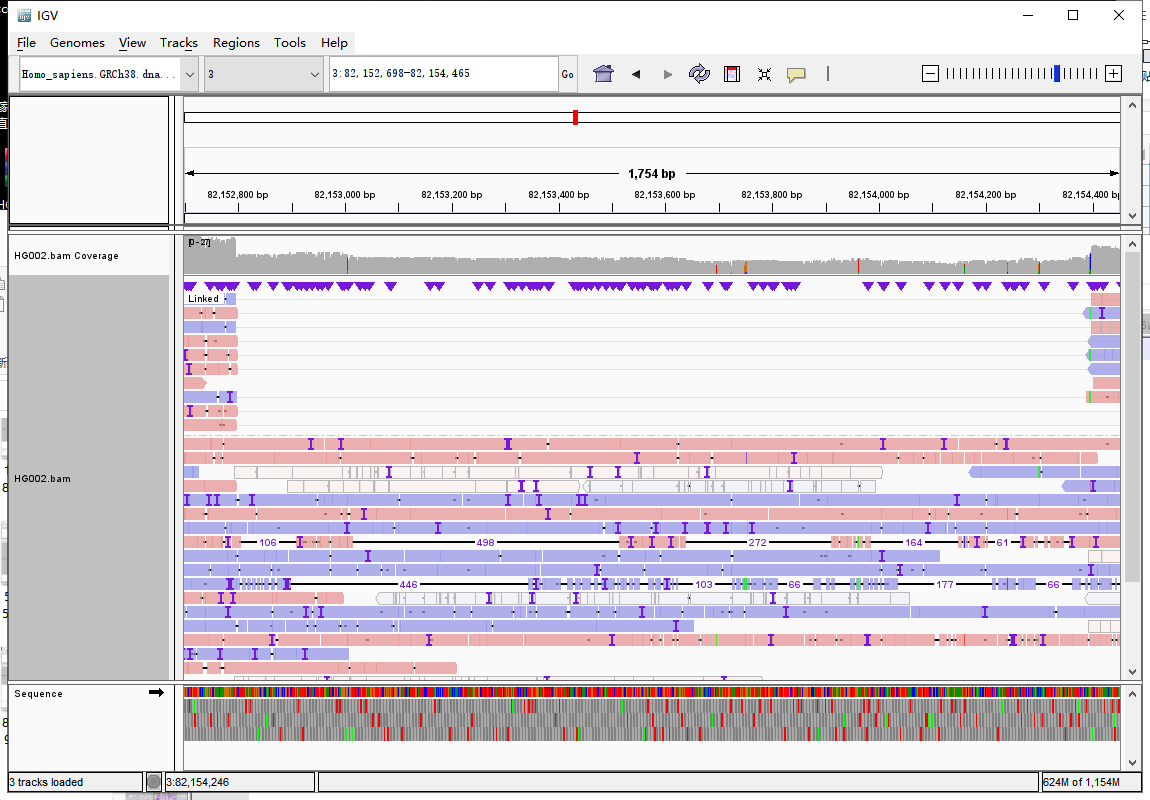 IGV
File Genomes View Tracks Regions Tools Help
Homo_sapiens.GRCh38.dna... 3 3:82,152,698-82,154,465 Go
1,754 bp
82,152,800 bp 82,153,000 bp 82,153,200 bp 82,153,400 bp 82,153,600 bp 82,153,800 bp 82,154,000 bp 82,154,200 bp 82,154,400 bp
[0-27]
HG002.bam Coverage
Linked
HG002.bam
106 498 272 164 61
446 103 66 177 66
Sequence
3 tracks loaded 3:82,154,246 624M of 1,154M